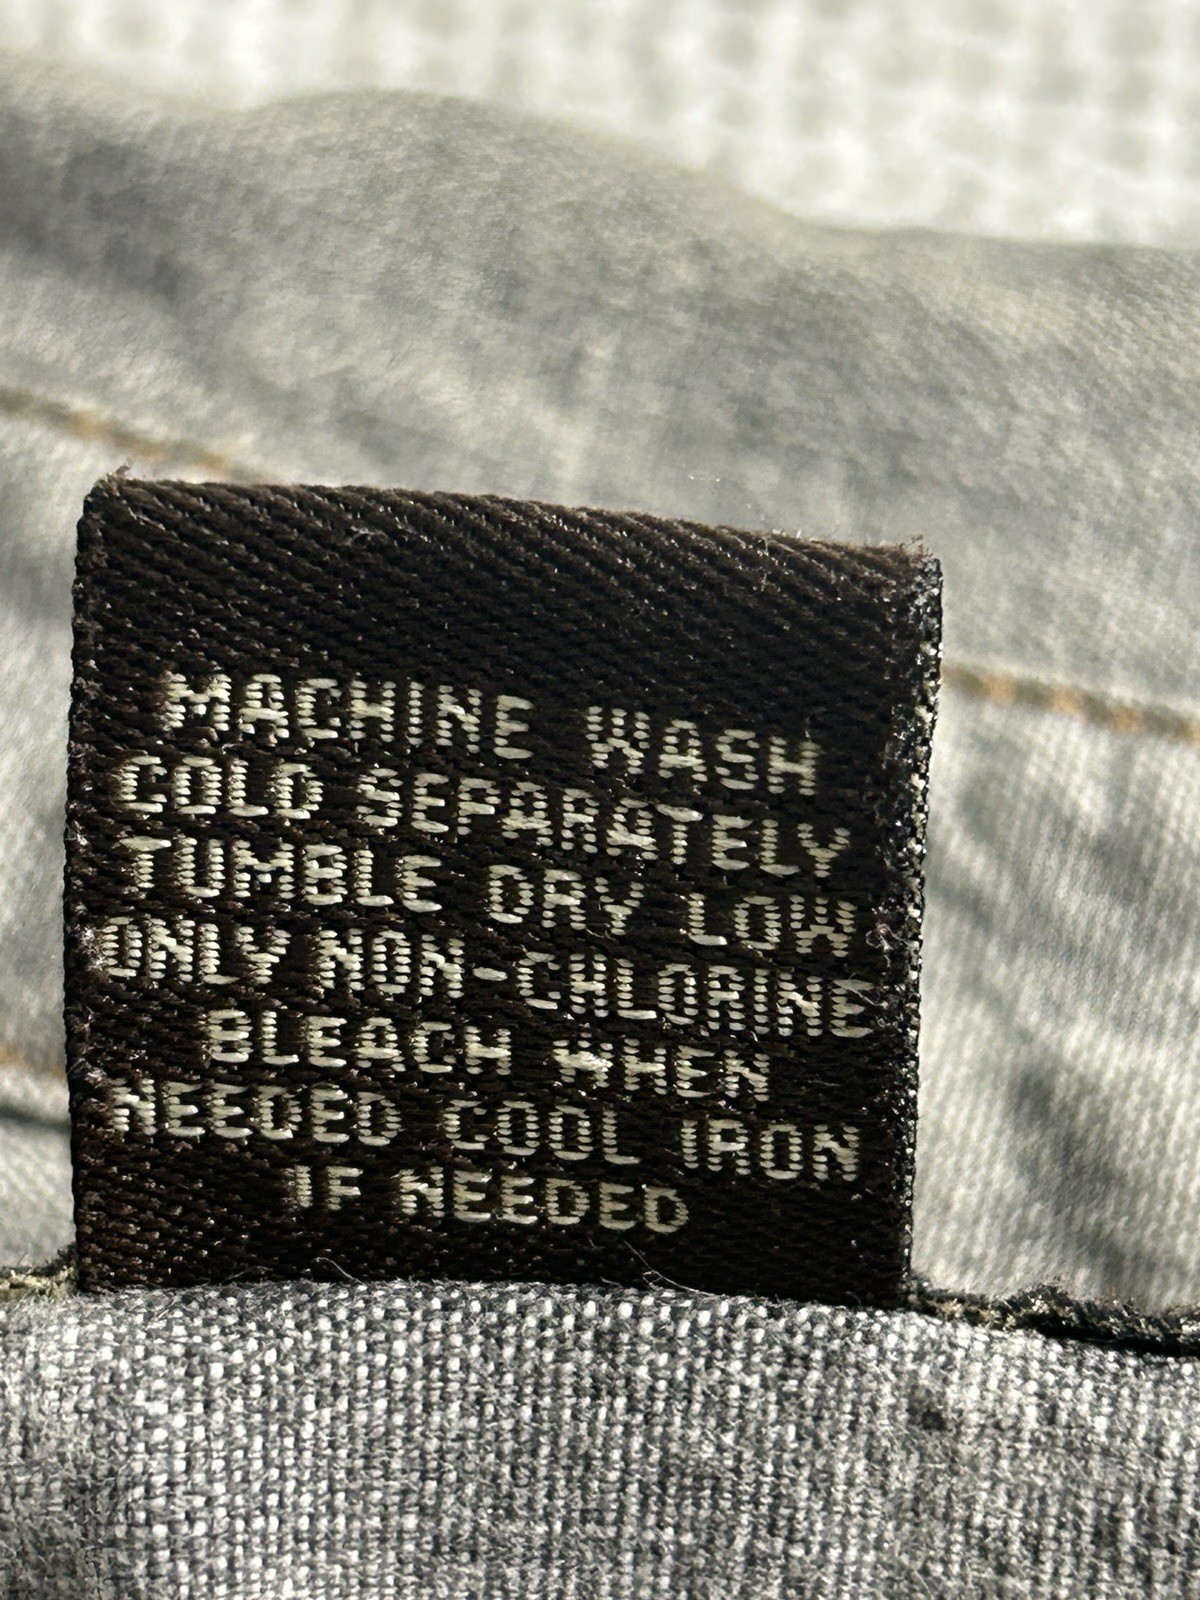 MACHINE WASH
COLD SEPARATELY
TUMBLE DRY LOW
ONLY NON-CHLORINE
BLEACH WHEN
NEEDED COOL IRON
IF NEEDED